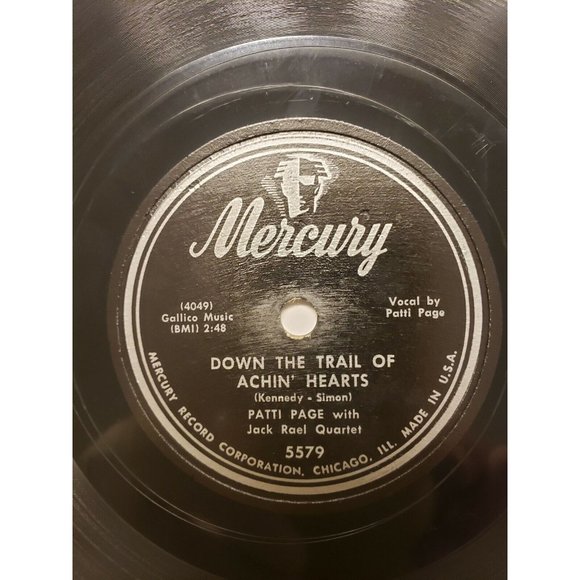 Mercury
(4049)
Gallico Music
(BMI) 2:48
Vocal by
Patti Page
DOWN THE TRAIL OF
ACHIN' HEARTS
(Kennedy - Simon)
PATTI PAGE with
Jack Rael Quartet
5579
MERCURY RECORD CORPORATION, CHICAGO, ILL. MADE IN U.S.A.